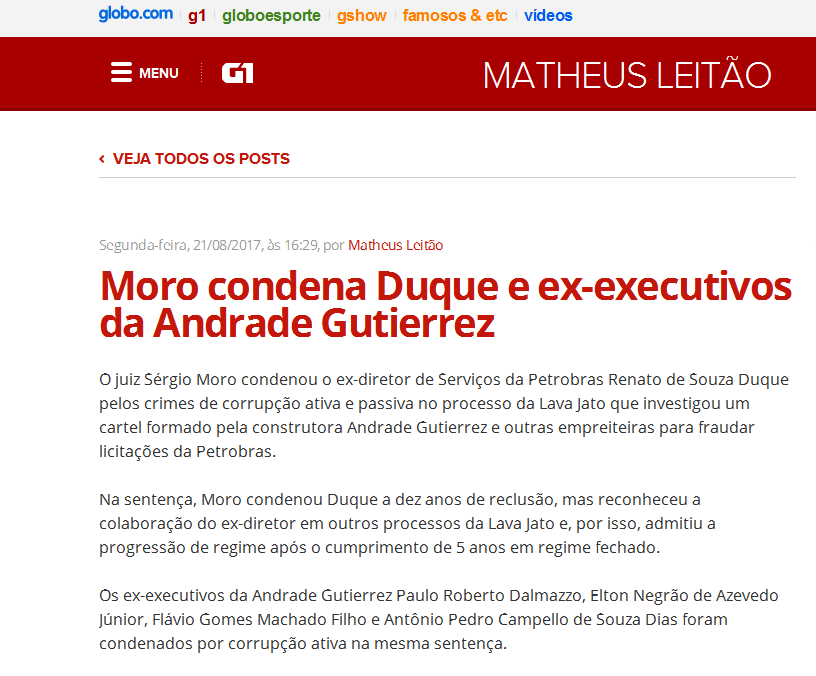 globo.com g1 globoesporte gshow famosos & etc vídeos
MENU G1 MATHEUS LEITÃO
‹ VEJA TODOS OS POSTS
Segunda-feira, 21/08/2017, às 16:29, por Matheus Leitão
Moro condena Duque e ex-executivos
da Andrade Gutierrez
O juiz Sérgio Moro condenou o ex-diretor de Serviços da Petrobras Renato de Souza Duque
pelos crimes de corrupção ativa e passiva no processo da Lava Jato que investigou um
cartel formado pela construtora Andrade Gutierrez e outras empreiteiras para fraudar
licitações da Petrobras.
Na sentença, Moro condenou Duque a dez anos de reclusão, mas reconheceu a
colaboração do ex-diretor em outros processos da Lava Jato e, por isso, admitiu a
progressão de regime após o cumprimento de 5 anos em regime fechado.
Os ex-executivos da Andrade Gutierrez Paulo Roberto Dalmazzo, Elton Negrão de Azevedo
Júnior, Flávio Gomes Machado Filho e Antônio Pedro Campello de Souza Dias foram
condenados por corrupção ativa na mesma sentença.